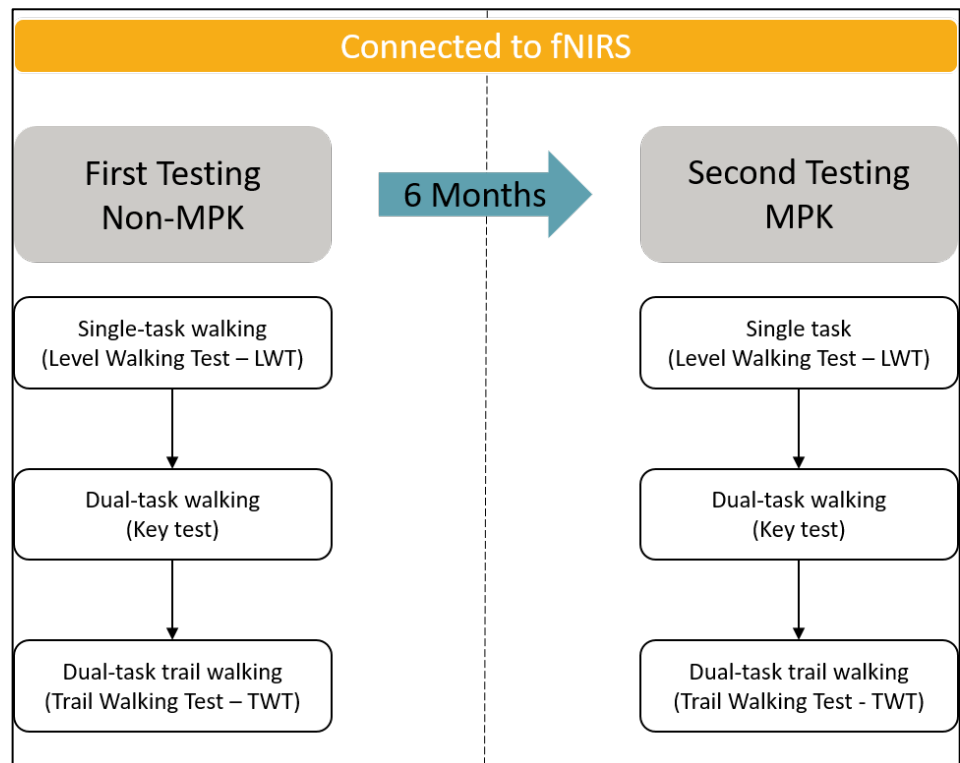 Connected to fNIRS
First Testing
Non-MPK
6 Months
Second Testing
MPK
Single-task walking
(Level Walking Test – LWT)
Dual-task walking
(Key test)
Dual-task trail walking
(Trail Walking Test – TWT)
Single task
(Level Walking Test – LWT)
Dual-task walking
(Key test)
Dual-task trail walking
(Trail Walking Test - TWT)